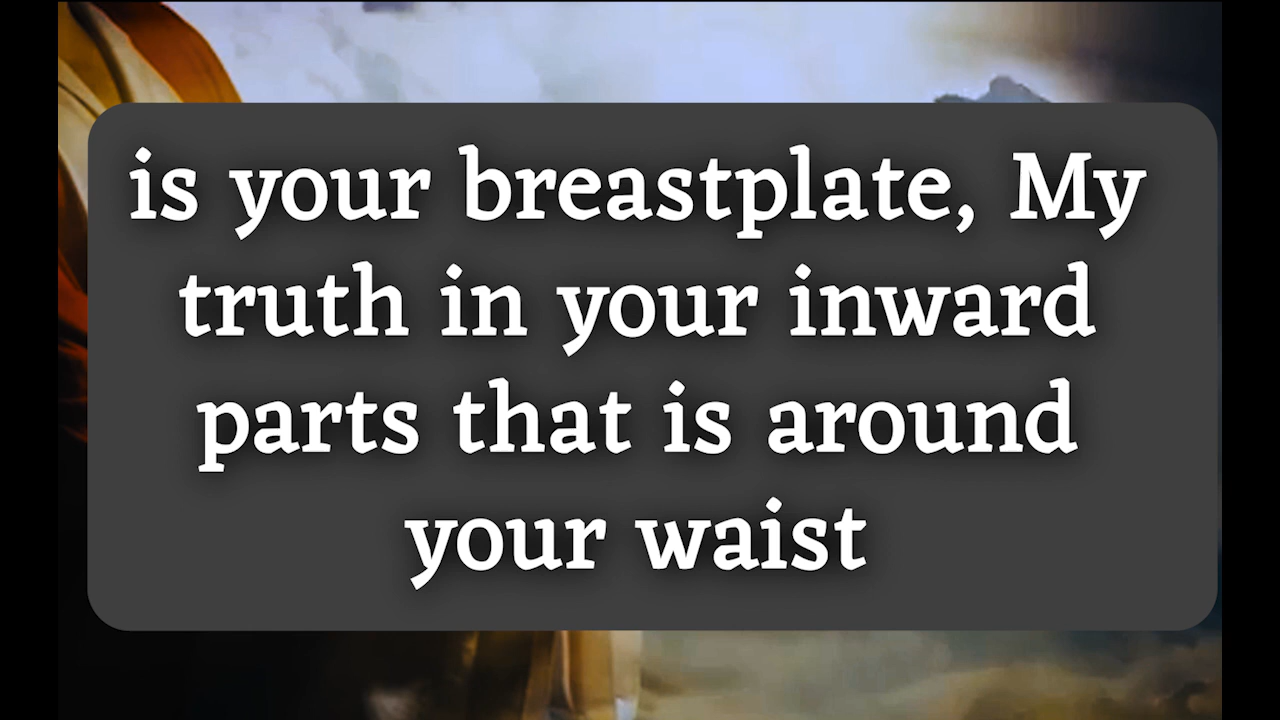 is your breastplate, My
truth in your inward
parts that is around
your waist